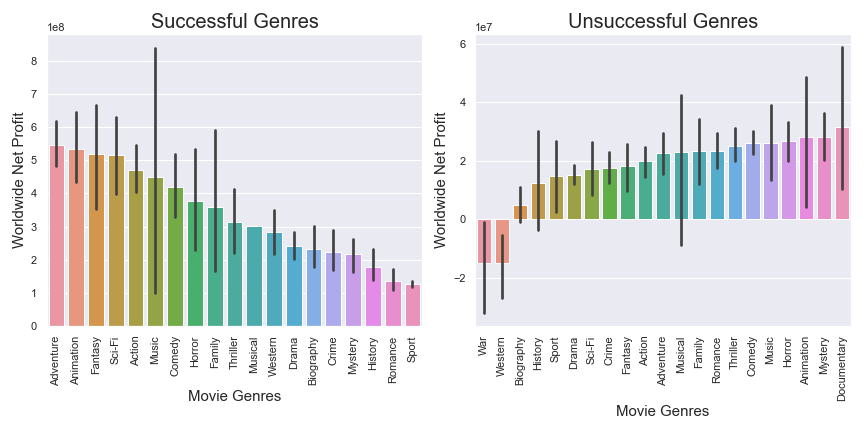 Successful Genres
1e8
8
7
6
5
4
3
2
1
0
Worldwide Net Profit
Adventure
Animation
Fantasy
Sci-Fi
Action
Music
Comedy
Horror
Family
Thriller
Musical
Western
Drama
Biography
Crime
Mystery
History
Romance
Sport
Movie Genres
Unsuccessful Genres
1e7
6
4
2
0
−2
Worldwide Net Profit
War
Western
Biography
History
Sport
Drama
Sci-Fi
Crime
Fantasy
Action
Adventure
Musical
Family
Romance
Thriller
Comedy
Music
Horror
Animation
Mystery
Documentary
Movie Genres